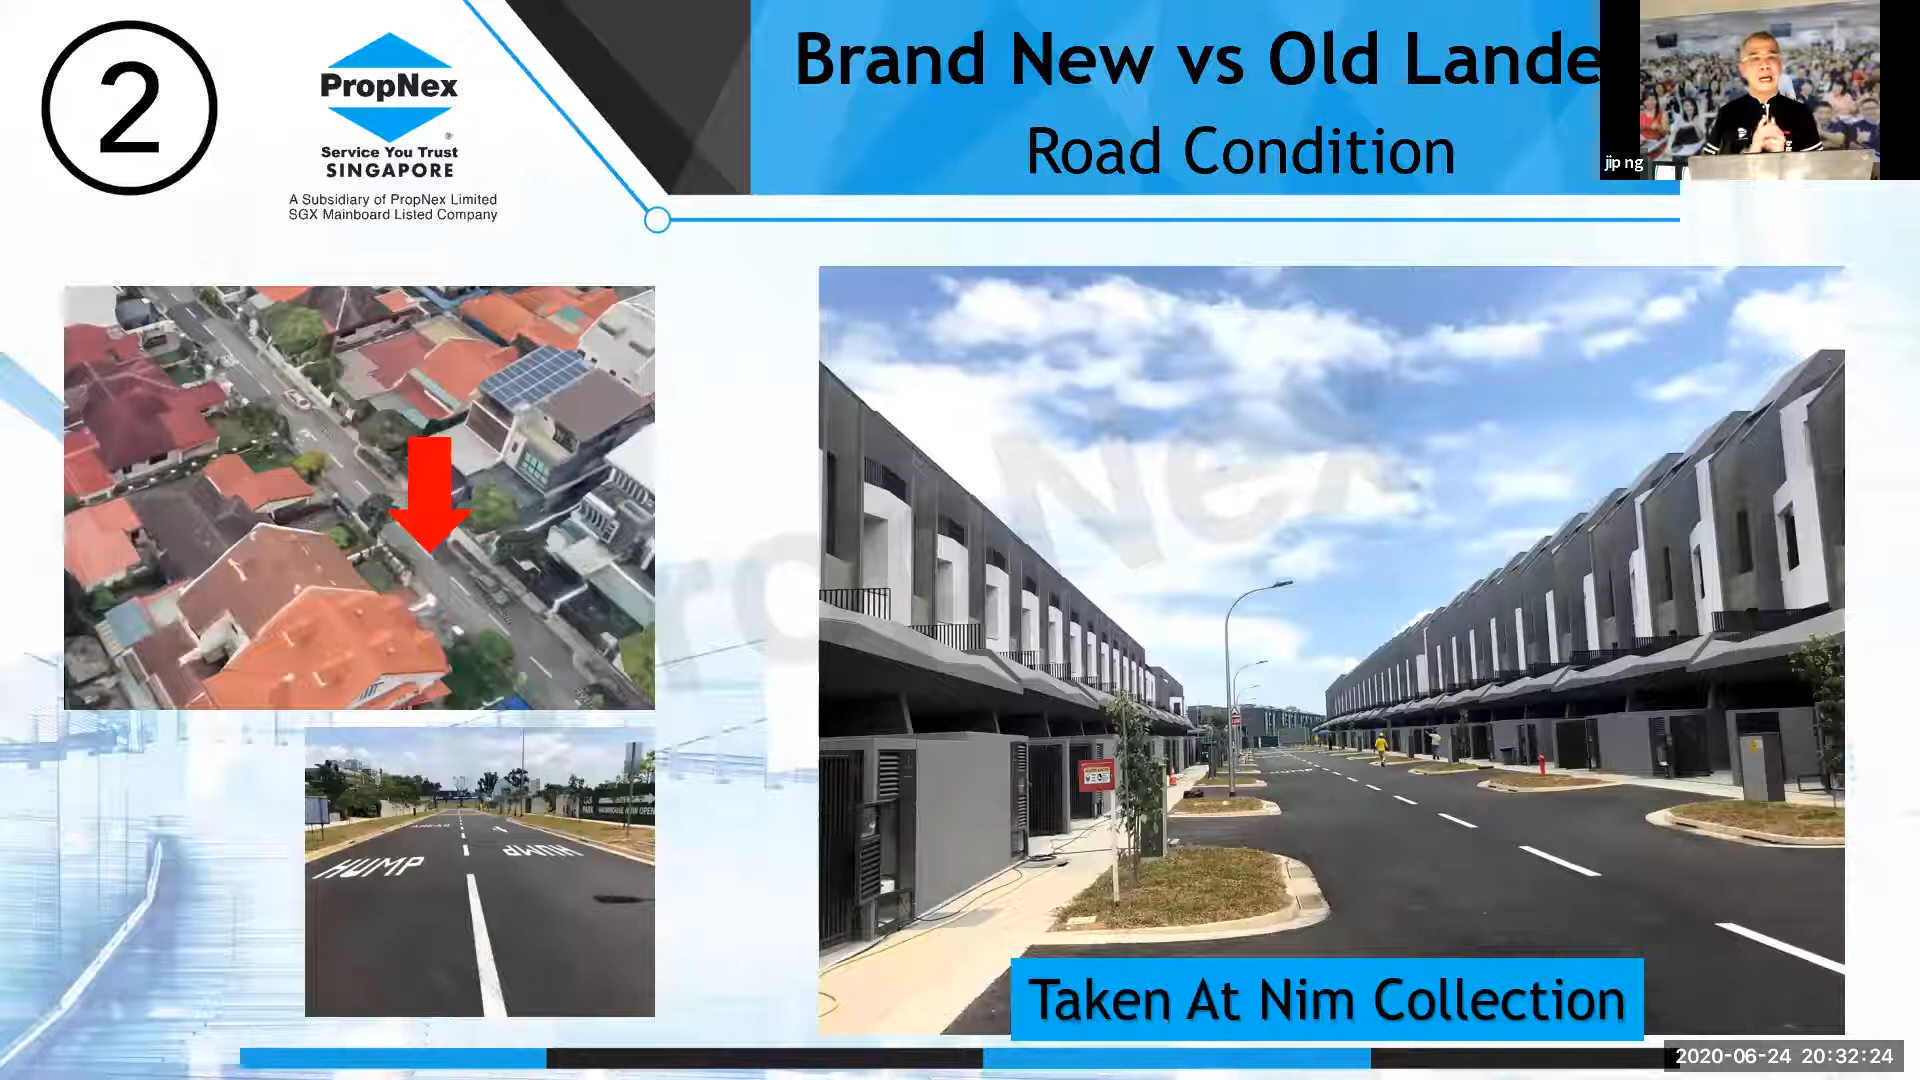 2
PropNex
®
Service You Trust
SINGAPORE
A Subsidiary of PropNex Limited
SGX Mainboard Listed Company
Brand New vs Old Lande
Road Condition
jip ng
HUMP
HUMP
Taken At Nim Collection
2020-06-24 20:32:24